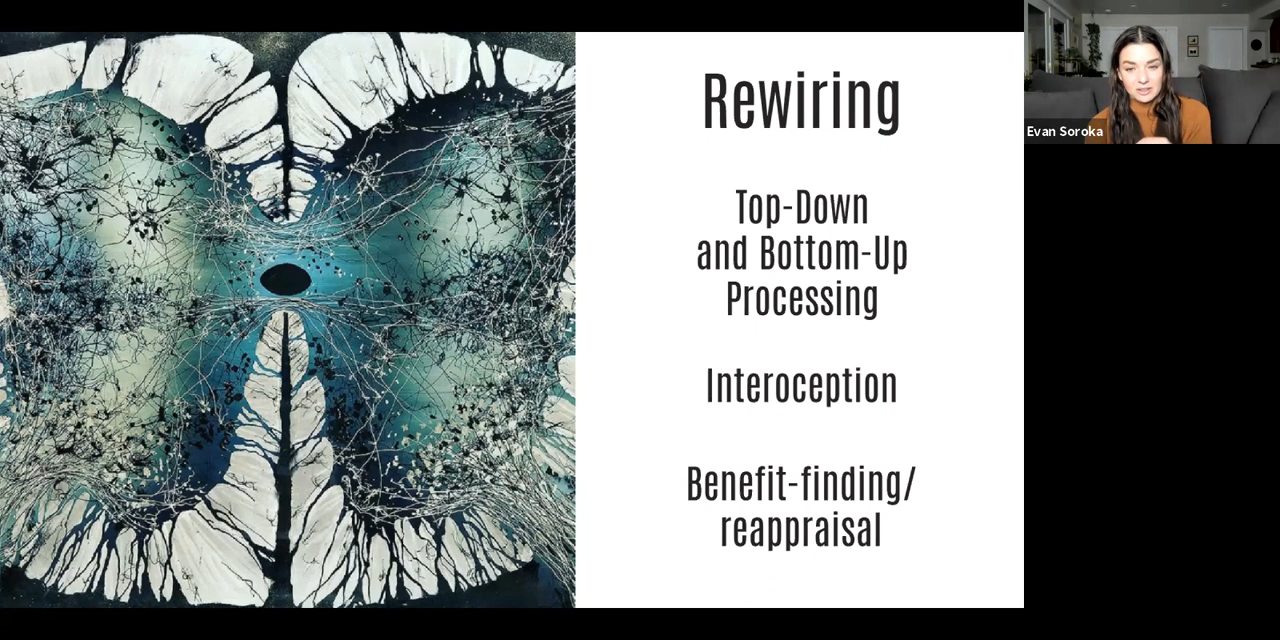 Rewiring
Top-Down
and Bottom-Up
Processing
Interoception
Benefit-finding/
reappraisal
Evan Soroka